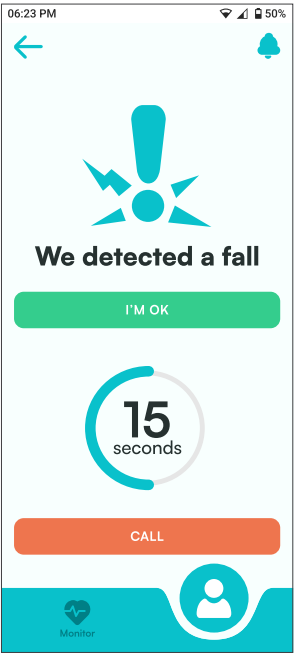 06:23 PM 50%
We detected a fall
I'M OK
15
seconds
CALL
Monitor